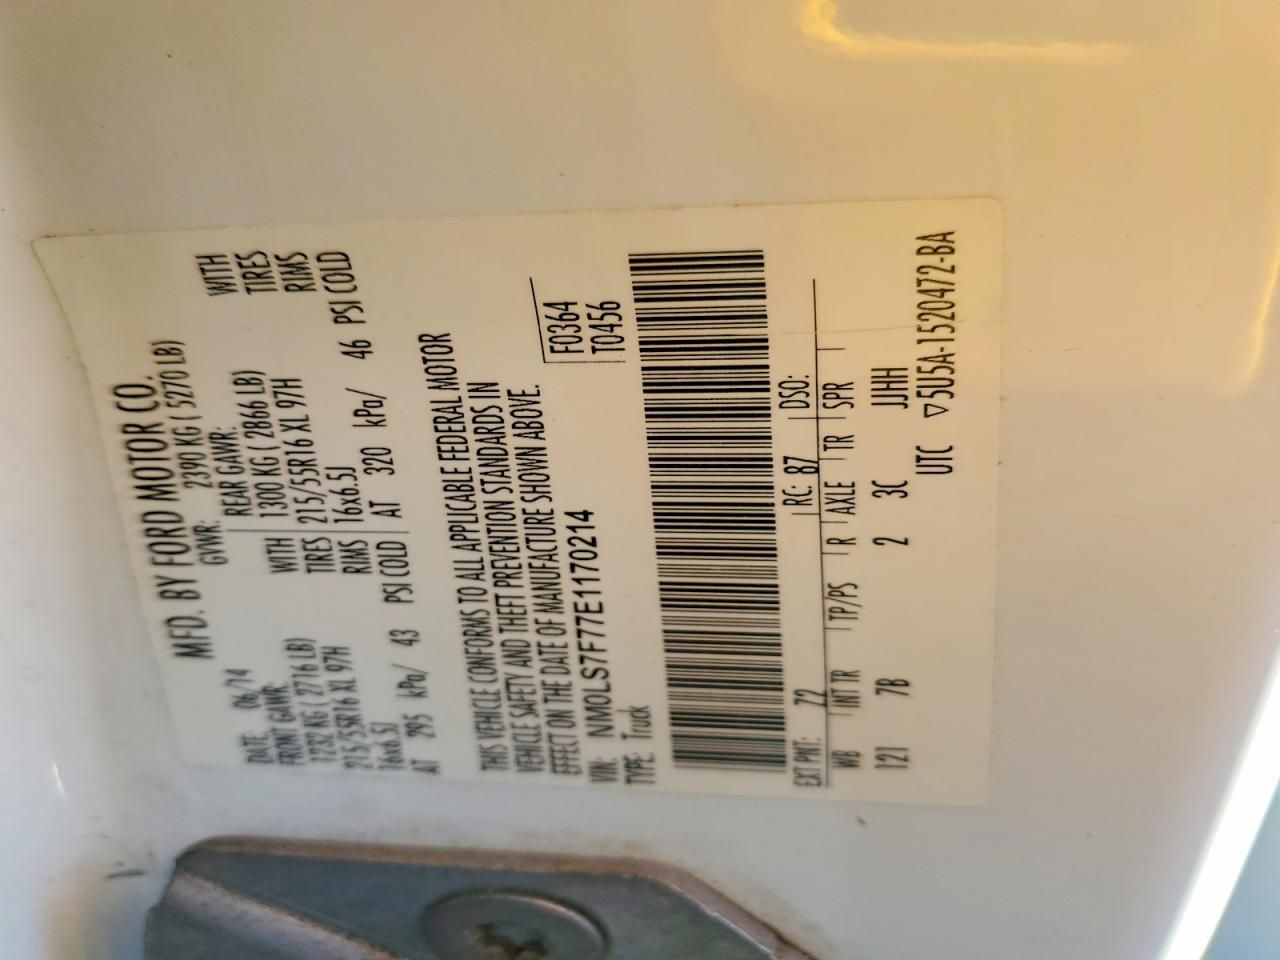 MFD. BY FORD MOTOR CO.
DATE: 06/14 GVWR: 2390 KG ( 5270 LB)
FRONT GAWR: REAR GAWR: WITH
1232 KG ( 2716 LB) WITH 1300 KG ( 2866 LB) TIRES
215/55R16 XL 97H TIRES 215/55R16 XL 97H RIMS
16x6.5J RIMS 16x6.5J
AT 295 kPa/ 43 PSI COLD AT 320 kPa/ 46 PSI COLD
THIS VEHICLE CONFORMS TO ALL APPLICABLE FEDERAL MOTOR
VEHICLE SAFETY AND THEFT PREVENTION STANDARDS IN
EFFECT ON THE DATE OF MANUFACTURE SHOWN ABOVE.
VIN: NM0LS7F77E1170214 F0364
TYPE: Truck T0456
EXT PNT: Z2 RC: 87 DSO:
WB INT TR TP/PS R AXLE TR SPR
121 7B 2 3C JJHH
UTC ▽5U5A-1520472-BA